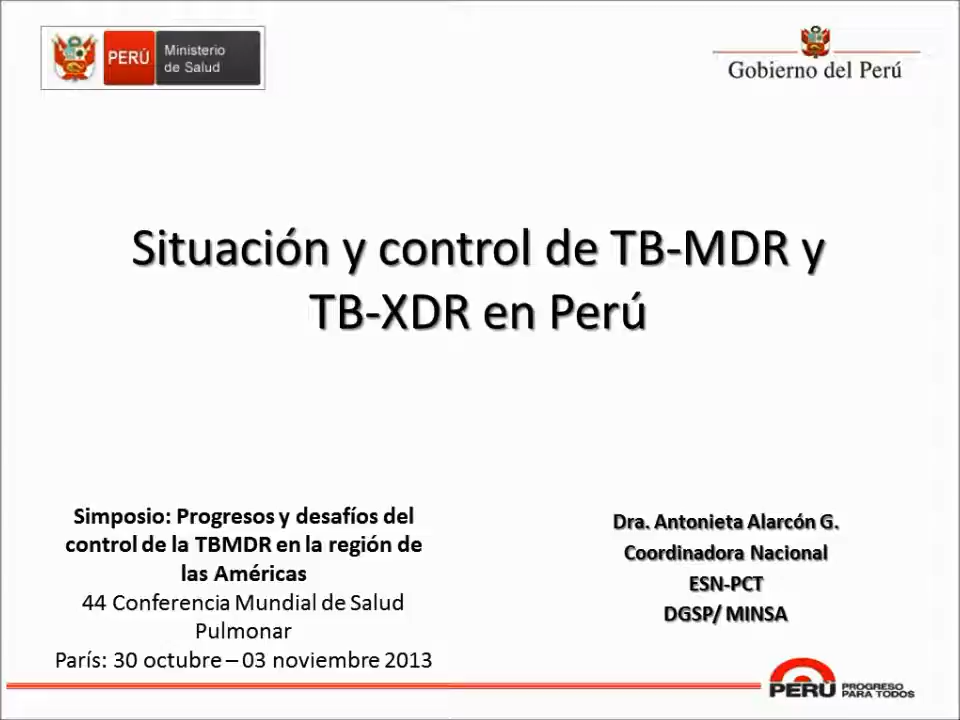 PERÚ
Ministerio
de Salud
Gobierno del Perú
Situación y control de TB-MDR y
TB-XDR en Perú
Simposio: Progresos y desafíos del
control de la TBMDR en la región de
las Américas
44 Conferencia Mundial de Salud
Pulmonar
París: 30 octubre – 03 noviembre 2013
Dra. Antonieta Alarcón G.
Coordinadora Nacional
ESN-PCT
DGSP/ MINSA
PERÚ
PROGRESO
PARA TODOS